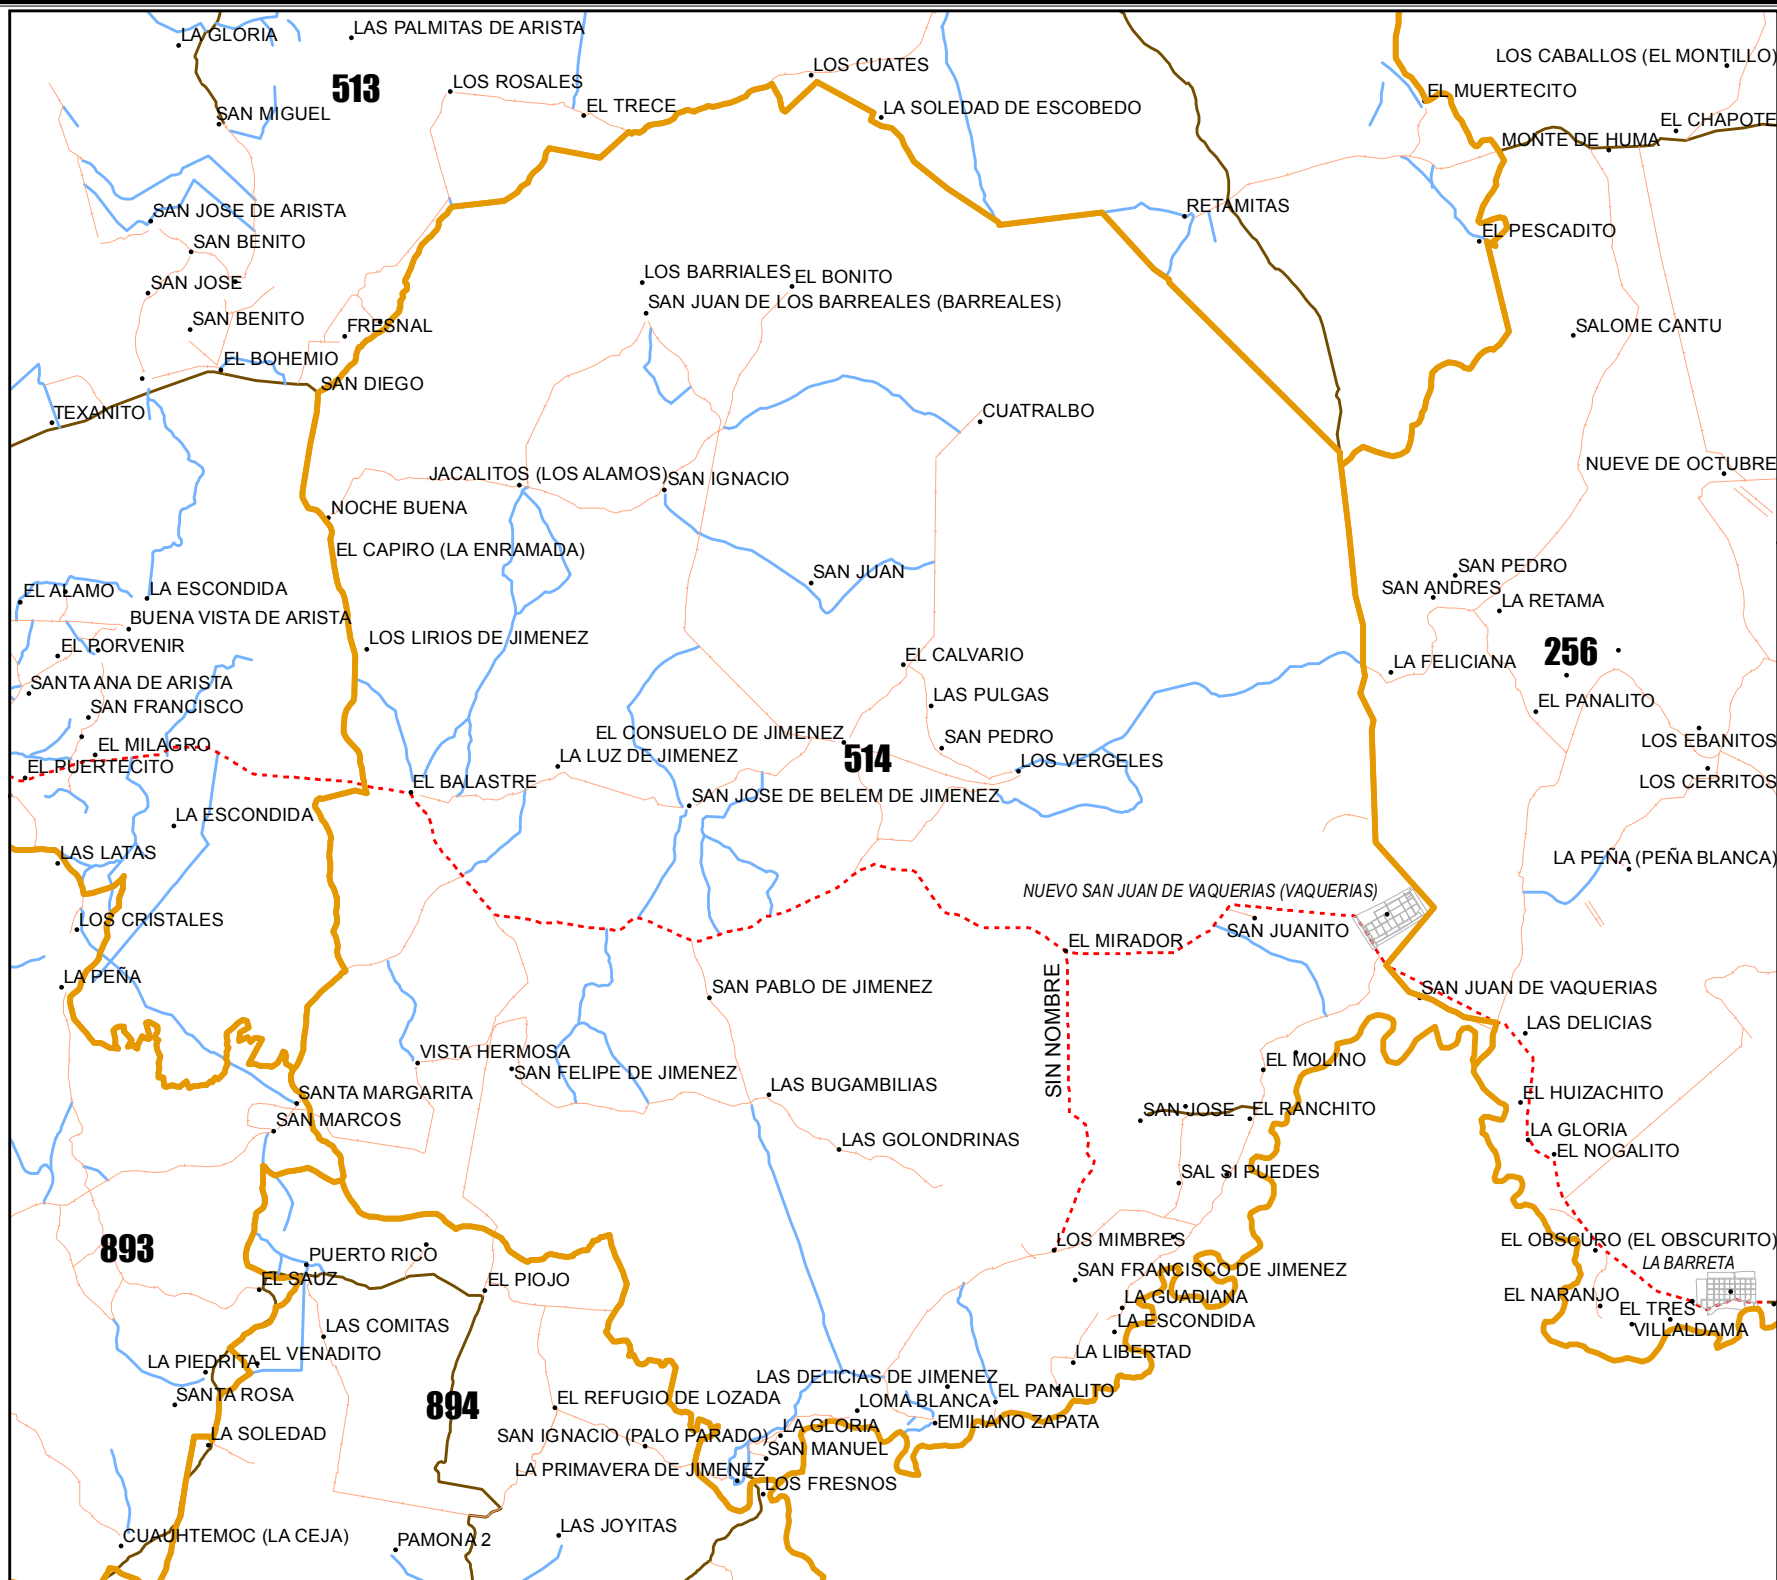 LA GLORIA
LAS PALMITAS DE ARISTA
LOS CUATES
LOS CABALLOS (EL MONTILLO)
513
LOS ROSALES
EL TRECE
LA SOLEDAD DE ESCOBEDO
EL MUERTECITO
SAN MIGUEL
EL CHAPOTE
MONTE DE HUMA
SAN JOSE DE ARISTA
RETAMITAS
SAN BENITO
EL PESCADITO
SAN JOSE
LOS BARRIALES
EL BONITO
SAN JUAN DE LOS BARREALES (BARREALES)
SAN BENITO
FRESNAL
SALOME CANTU
EL BOHEMIO
SAN DIEGO
TEXANITO
CUATRALBO
JACALITOS (LOS ALAMOS)
SAN IGNACIO
NUEVE DE OCTUBRE
NOCHE BUENA
EL CAPIRO (LA ENRAMADA)
SAN JUAN
SAN PEDRO
EL ALAMO
LA ESCONDIDA
SAN ANDRES
LA RETAMA
BUENA VISTA DE ARISTA
EL PORVENIR
LOS LIRIOS DE JIMENEZ
EL CALVARIO
LA FELICIANA
256
SANTA ANA DE ARISTA
LAS PULGAS
SAN FRANCISCO
EL PANALITO
EL CONSUELO DE JIMENEZ
SAN PEDRO
EL MILAGRO
LA LUZ DE JIMENEZ
514
LOS VERGELES
LOS EBANITOS
EL PUERTECITO
EL BALASTRE
SAN JOSE DE BELEM DE JIMENEZ
LOS CERRITOS
LA ESCONDIDA
LAS LATAS
LA PEÑA (PEÑA BLANCA)
NUEVO SAN JUAN DE VAQUERIAS (VAQUERIAS)
LOS CRISTALES
EL MIRADOR
SAN JUANITO
LA PEÑA
SAN PABLO DE JIMENEZ
SIN NOMBRE
SAN JUAN DE VAQUERIAS
LAS DELICIAS
VISTA HERMOSA
SAN FELIPE DE JIMENEZ
EL MOLINO
LAS BUGAMBILIAS
SANTA MARGARITA
SAN MARCOS
EL HUIZACHITO
SAN JOSE
EL RANCHITO
LAS GOLONDRINAS
LA GLORIA
EL NOGALITO
SAL SI PUEDES
893
PUERTO RICO
LOS MIMBRES
EL OBSCURO (EL OBSCURITO)
LA BARRETA
EL SAUZ
EL PIOJO
SAN FRANCISCO DE JIMENEZ
LA GUADIANA
EL NARANJO
EL TRES
LAS COMITAS
LA ESCONDIDA
VILLALDAMA
LA PIEDRITA
EL VENADITO
LA LIBERTAD
SANTA ROSA
894
EL REFUGIO DE LOZADA
LAS DELICIAS DE JIMENEZ
EL PANALITO
LOMA BLANCA
EMILIANO ZAPATA
LA SOLEDAD
SAN IGNACIO (PALO PARADO)
LA GLORIA
SAN MANUEL
LA PRIMAVERA DE JIMENEZ
LOS FRESNOS
CUAUHTEMOC (LA CEJA)
PAMONA 2
LAS JOYITAS